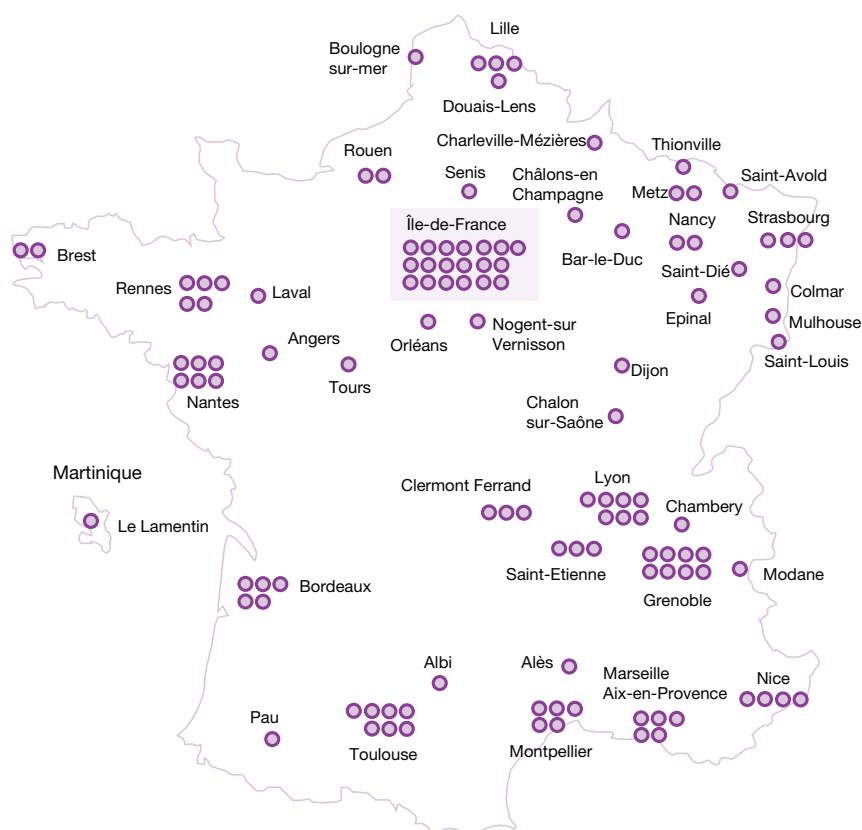 Lille
Boulogne
sur-mer
Douais-Lens
Charleville-Mézières
Thionville
Rouen
Senis
Châlons-en
Champagne
Saint-Avold
Metz
Île-de-France
Nancy
Strasbourg
Brest
Bar-le-Duc
Saint-Dié
Rennes
Laval
Colmar
Epinal
Mulhouse
Angers
Orléans
Nogent-sur
Vernisson
Saint-Louis
Tours
Dijon
Nantes
Chalon
sur-Saône
Martinique
Clermont Ferrand
Lyon
Chambery
Le Lamentin
Saint-Etienne
Modane
Bordeaux
Grenoble
Albi
Alès
Marseille
Aix-en-Provence
Nice
Pau
Toulouse
Montpellier